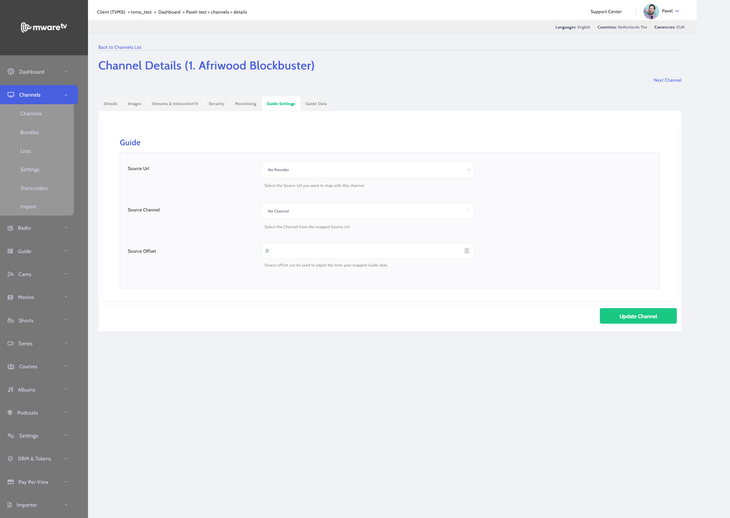 Client (TVMS) > tvms_test > Dashboard > Pavel-test > channels > details
Support Center
Pavel
mwaretv
Languages: English
Countries: Netherlands The
Currencies: $ EUR
Back to Channels List
Channel Details (1. Afriwood Blockbuster)
Next Channel
Dashboard
Channels
Channels
Bundles
Lists
Settings
Transcoders
Import
Radio
Guide
Cams
Movies
Shorts
Series
Courses
Albums
Podcasts
Settings
DRM & Tokens
Pay Per View
Importer
Details
Images
Streams & InteractiveTV
Security
Monetising
Guide Settings
Guide Data
Guide
Source Url
No Provider
Select the Source Url you want to map with this channel
Source Channel
No Channel
Select the Channel from the mapped Source Url
Source Offset
0
Source offset can be used to adjust the time your mapped Guide data
Update Channel